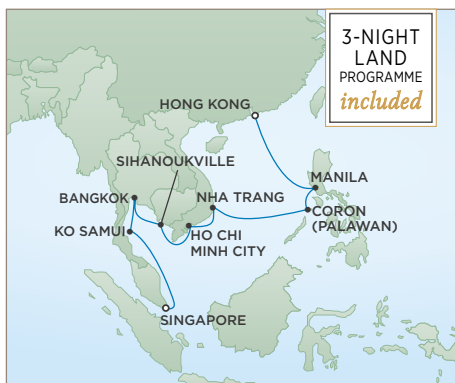 3-NIGHT
LAND
PROGRAMME
included
HONG KONG
SIHANOUKVILLE
MANILA
BANGKOK
NHA TRANG
CORON
(PALAWAN)
KO SAMUI
HO CHI
MINH CITY
SINGAPORE